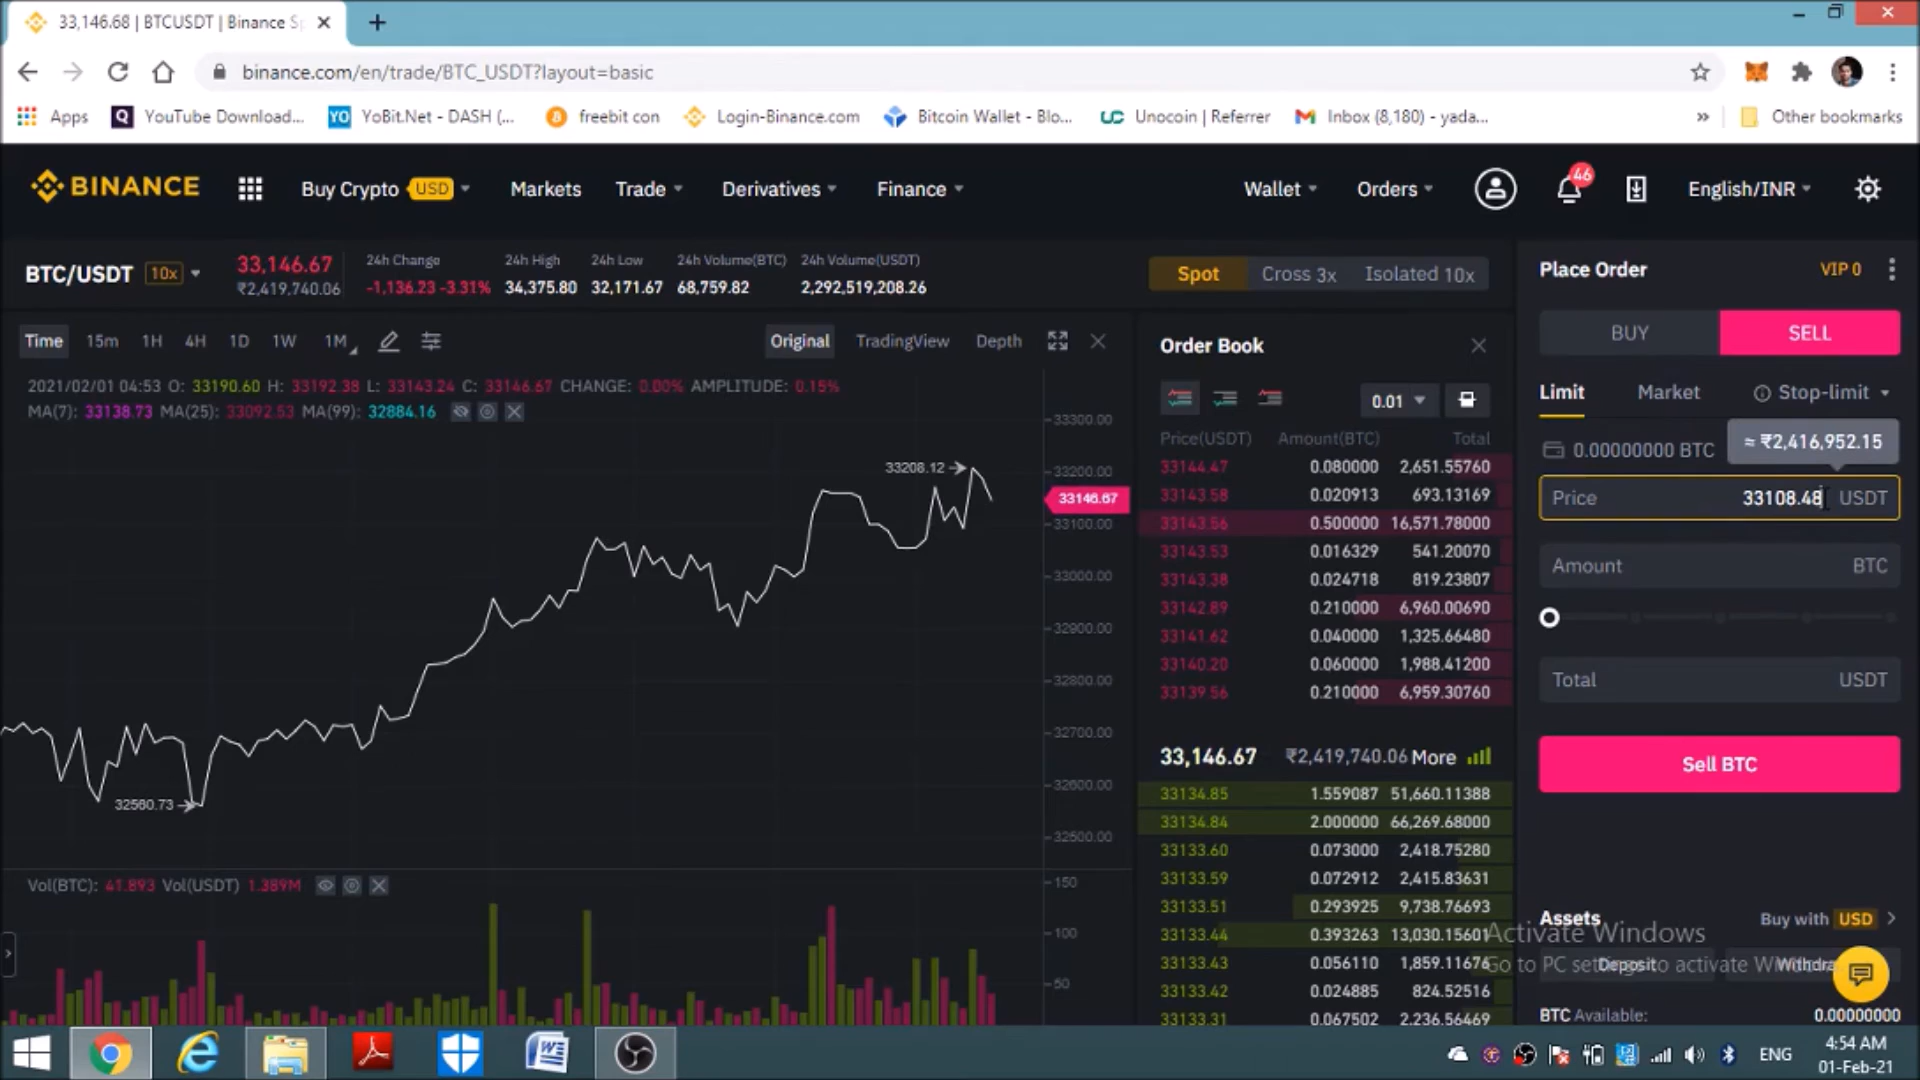 33,146.68 | BTCUSDT | Binance Sp
binance.com/en/trade/BTC_USDT?layout=basic
Apps YouTube Download... YoBit.Net - DASH (... freebit con Login-Binance.com Bitcoin Wallet - Blo... Unocoin | Referrer Inbox (8,180) - yada... » Other bookmarks
BINANCE Buy Crypto USD Markets Trade Derivatives Finance Wallet Orders 46 English/INR
BTC/USDT 10x
33,146.67
₹2,419,740.06
24h Change
-1,136.23 -3.31%
24h High
34,375.80
24h Low
32,171.67
24h Volume(BTC)
68,759.82
24h Volume(USDT)
2,292,519,208.26
Spot Cross 3x Isolated 10x
Time 15m 1H 4H 1D 1W 1M Original TradingView Depth
2021/02/01 04:53 O: 33190.60 H: 33192.38 L: 33143.24 C: 33146.67 CHANGE: 0.00% AMPLITUDE: 0.15%
MA(7): 33138.73 MA(25): 33092.53 MA(99): 32884.16
33208.12
32560.73
33300.00
33200.00
33146.67
33100.00
33000.00
32900.00
32800.00
32700.00
32600.00
32500.00
Vol(BTC): 41.893 Vol(USDT) 1.389M
150
100
50
Order Book
0.01
Price(USDT) Amount(BTC) Total
33144.47 0.080000 2,651.55760
33143.58 0.020913 693.13169
33143.56 0.500000 16,571.78000
33143.53 0.016329 541.20070
33143.38 0.024718 819.23807
33142.89 0.210000 6,960.00690
33141.62 0.040000 1,325.66480
33140.20 0.060000 1,988.41200
33139.56 0.210000 6,959.30760
33,146.67 ₹2,419,740.06 More
33134.85 1.559087 51,660.11388
33134.84 2.000000 66,269.68000
33133.60 0.073000 2,418.75280
33133.59 0.072912 2,415.83631
33133.51 0.293925 9,738.76693
33133.44 0.393263 13,030.15601
33133.43 0.056110 1,859.11676
33133.42 0.024885 824.52516
33133.31 0.067502 2,236.56469
Place Order VIP 0
BUY SELL
Limit Market Stop-limit
0.00000000 BTC ≈ ₹2,416,952.15
Price 33108.48 USDT
Amount BTC
Total USDT
Sell BTC
Assets Buy with USD
Activate Windows
Go to PC settings to activate Windows.
Deposit Withdra
BTC Available: 0.00000000
ENG
4:54 AM
01-Feb-21